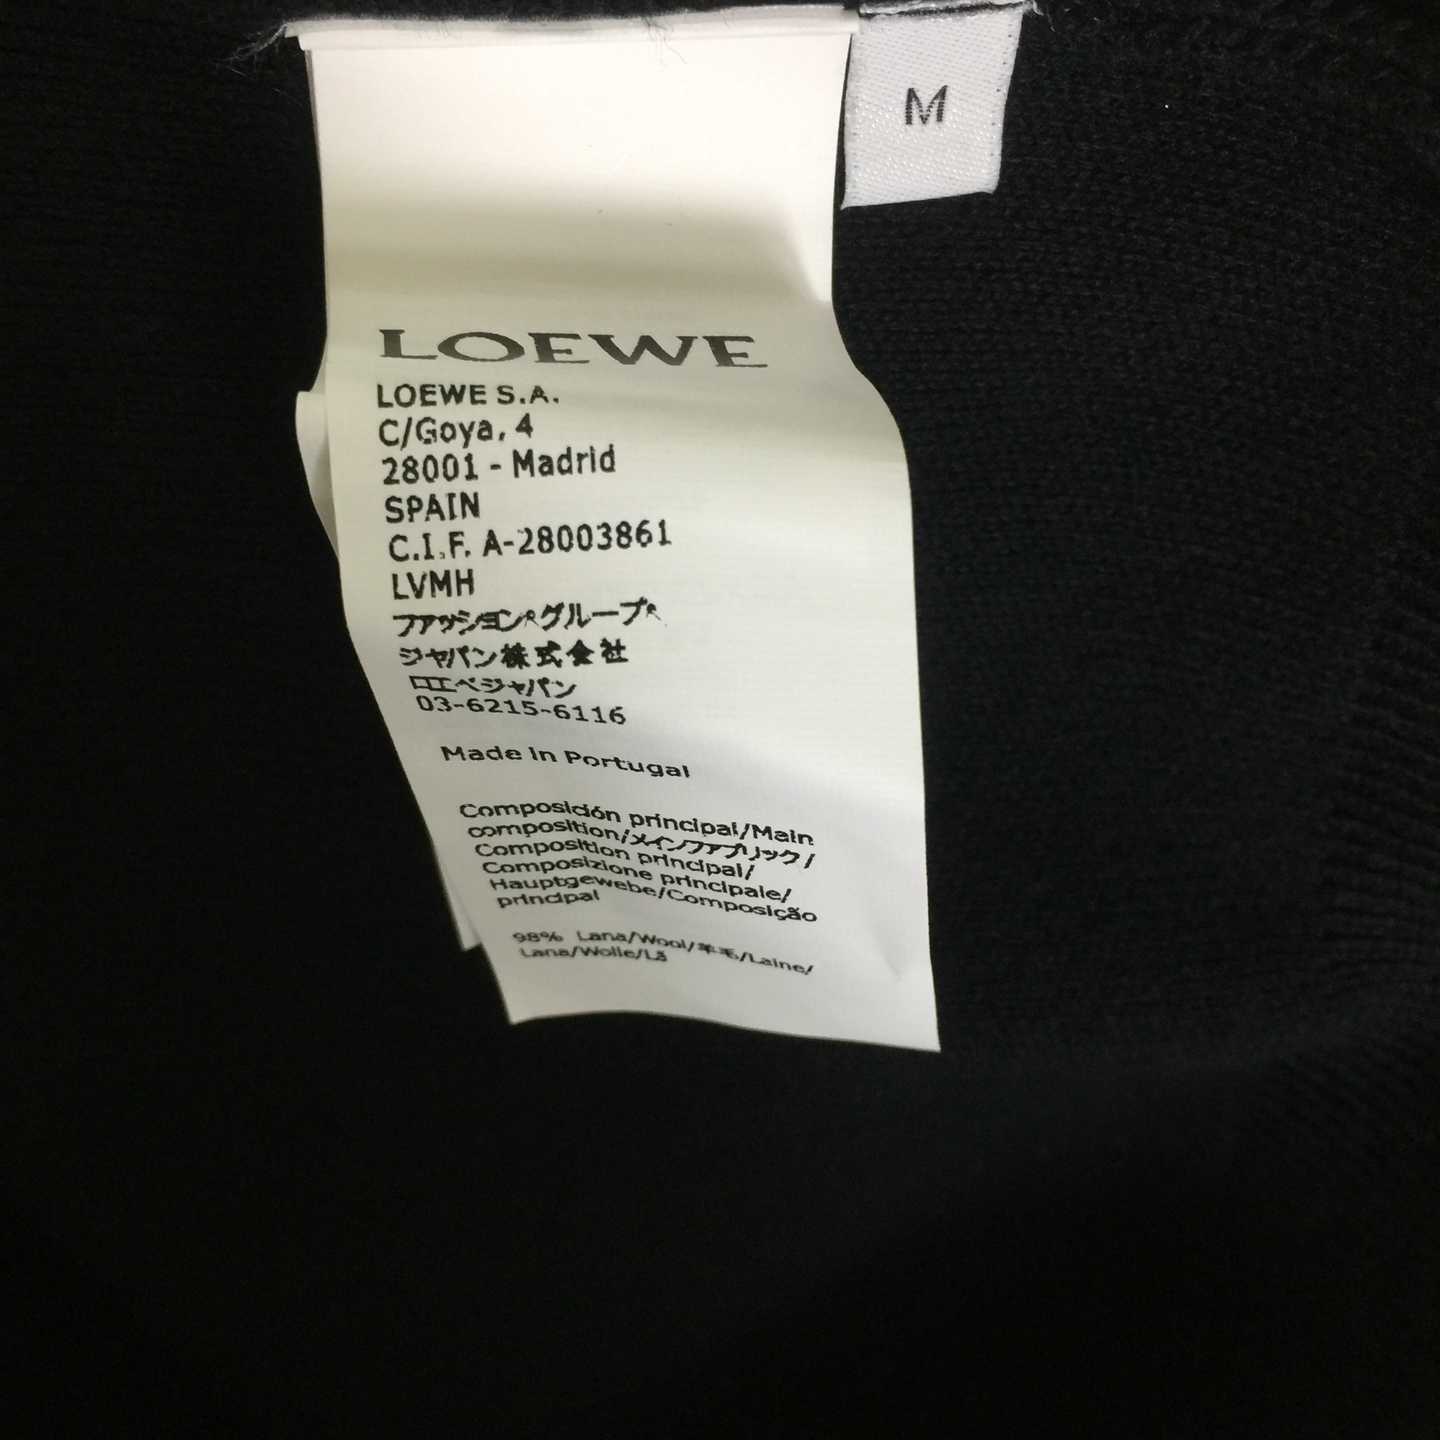 M
LOEWE
LOEWE S.A.
C/Goya, 4
28001 - Madrid
SPAIN
C.I.F. A-28003861
LVMH
ファッション・グループ・
ジャパン株式会社
ロエベジャパン
03-6215-6116
Made in Portugal
Composición principal/Main
composition/メインファブリック/
Composition principal/
Composizione principale/
Hauptgewebe/Composição
principal
98% Lana/Wool/羊毛/Laine/
Lana/Wolle/Lã